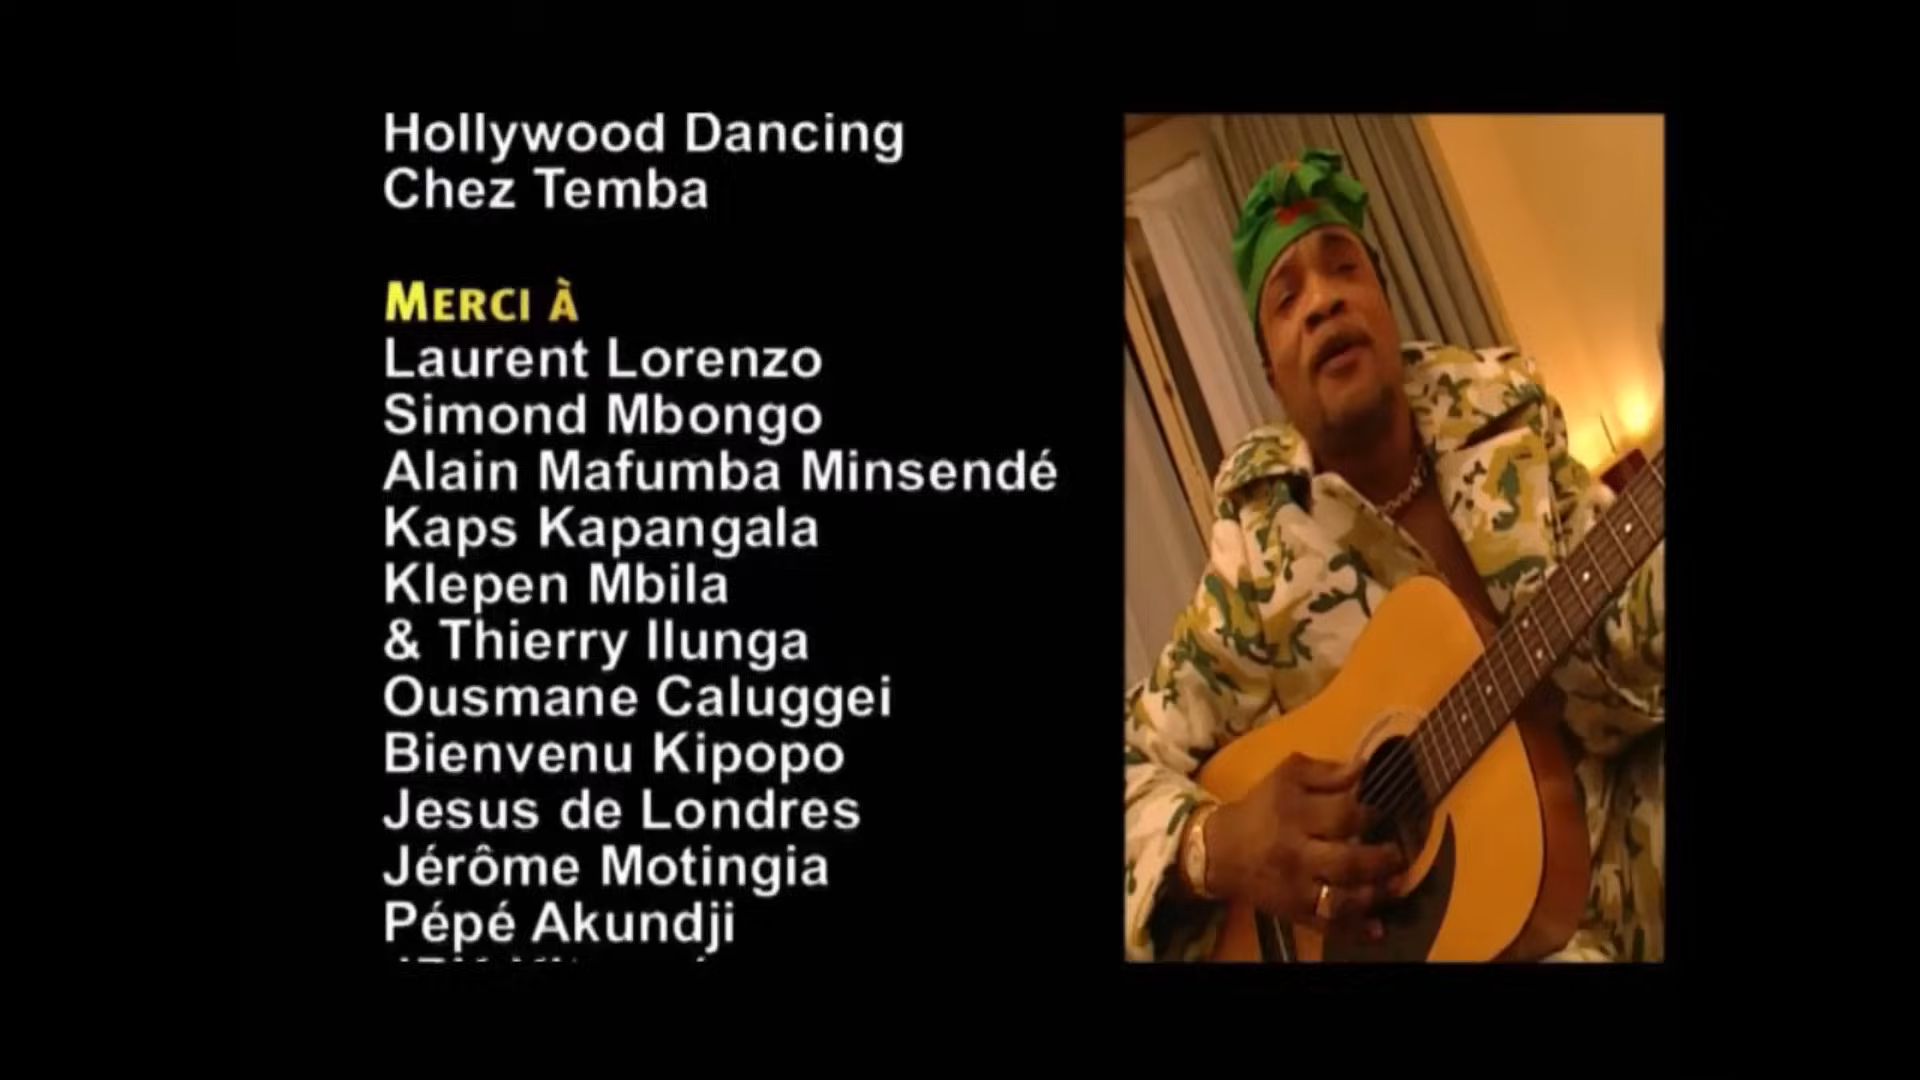 Hollywood Dancing
Chez Temba
MERCI À
Laurent Lorenzo
Simond Mbongo
Alain Mafumba Minsendé
Kaps Kapangala
Klepen Mbila
& Thierry Ilunga
Ousmane Caluggei
Bienvenu Kipopo
Jesus de Londres
Jérôme Motingia
Pépé Akundji